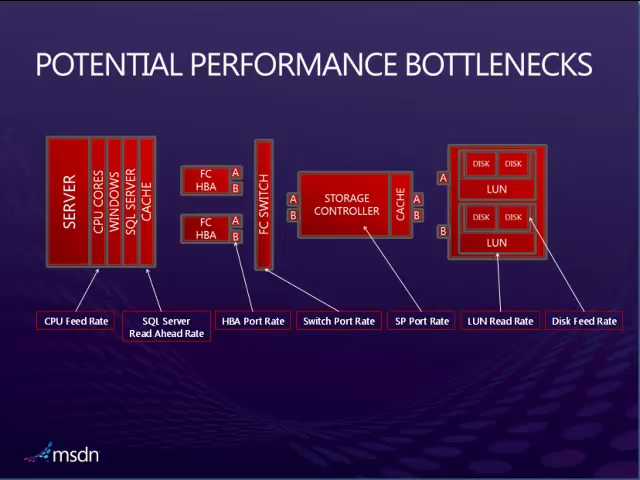 POTENTIAL PERFORMANCE BOTTLENECKS
SERVER
CPU CORES
WINDOWS
SQL SERVER
CACHE
FC
HBA
A
B
FC
HBA
A
B
FC SWITCH
A
B
STORAGE
CONTROLLER
CACHE
A
B
A
B
DISK
DISK
LUN
DISK
DISK
LUN
CPU Feed Rate
SQL Server
Read Ahead Rate
HBA Port Rate
Switch Port Rate
SP Port Rate
LUN Read Rate
Disk Feed Rate
msdn